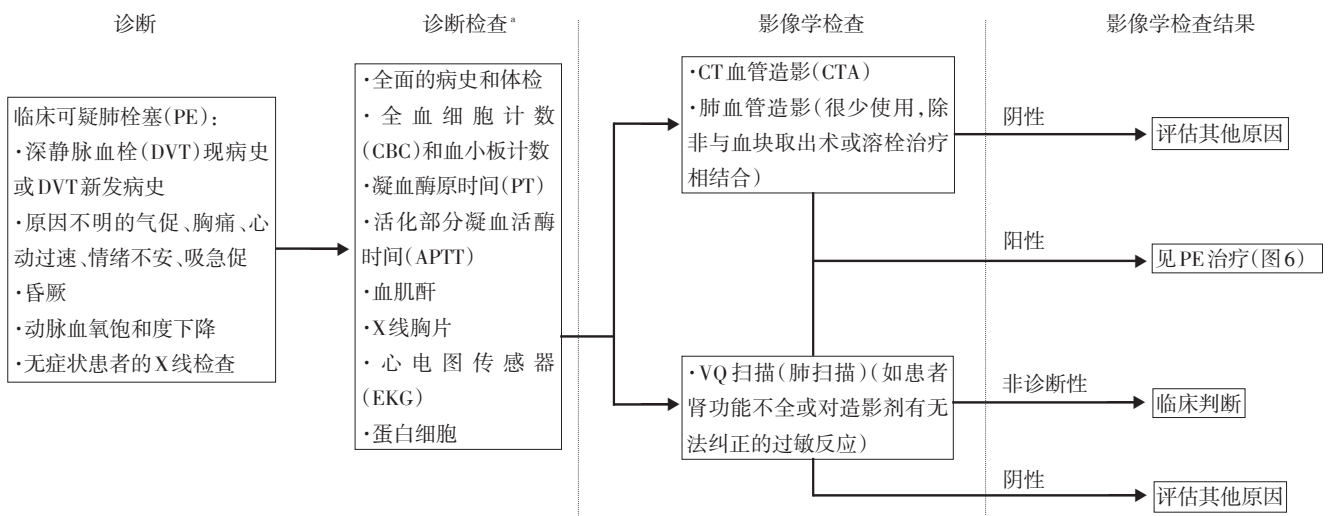 诊断
诊断检查a
影像学检查
影像学检查结果
临床可疑肺栓塞(PE)：
·深静脉血栓(DVT)现病史
或DVT新发病史
·原因不明的气促、胸痛、心
动过速、情绪不安、吸急促
·昏厥
·动脉血氧饱和度下降
·无症状患者的X线检查
·全面的病史和体检
·全血细胞计数
(CBC)和血小板计数
·凝血酶原时间(PT)
·活化部分凝血活酶
时间(APTT)
·血肌酐
·X线胸片
·心电图传感器
(EKG)
·蛋白细胞
·CT血管造影(CTA)
·肺血管造影(很少使用,除
非与血块取出术或溶栓治疗
相结合)
·VQ扫描(肺扫描)(如患者
肾功能不全或对造影剂有无
法纠正的过敏反应)
阴性
评估其他原因
阳性
见PE治疗(图6)
非诊断性
临床判断
阴性
评估其他原因